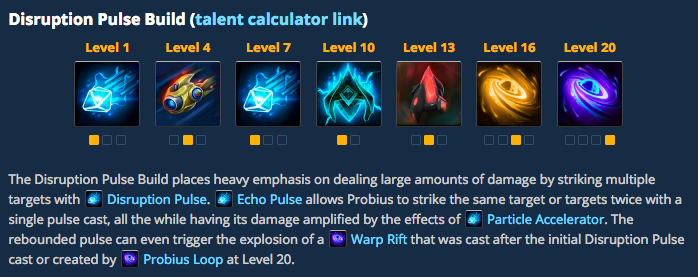 Disruption Pulse Build (talent calculator link)
Level 1 Level 4 Level 7 Level 10 Level 13 Level 16 Level 20
The Disruption Pulse Build places heavy emphasis on dealing large amounts of damage by striking multiple
targets with Disruption Pulse. Echo Pulse allows Probius to strike the same target or targets twice with a
single pulse cast, all the while having its damage amplified by the effects of Particle Accelerator. The
rebounded pulse can even trigger the explosion of a Warp Rift that was cast after the initial Disruption Pulse
cast or created by Probius Loop at Level 20.